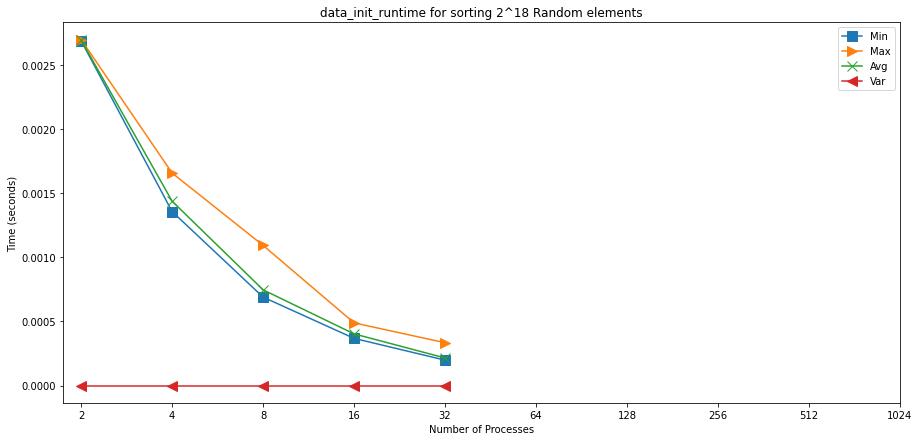 data_init_runtime for sorting 2^18 Random elements
Min
Max
Avg
Var
Time (seconds)
0.0025
0.0020
0.0015
0.0010
0.0005
0.0000
2 4 8 16 32 64 128 256 512 1024
Number of Processes